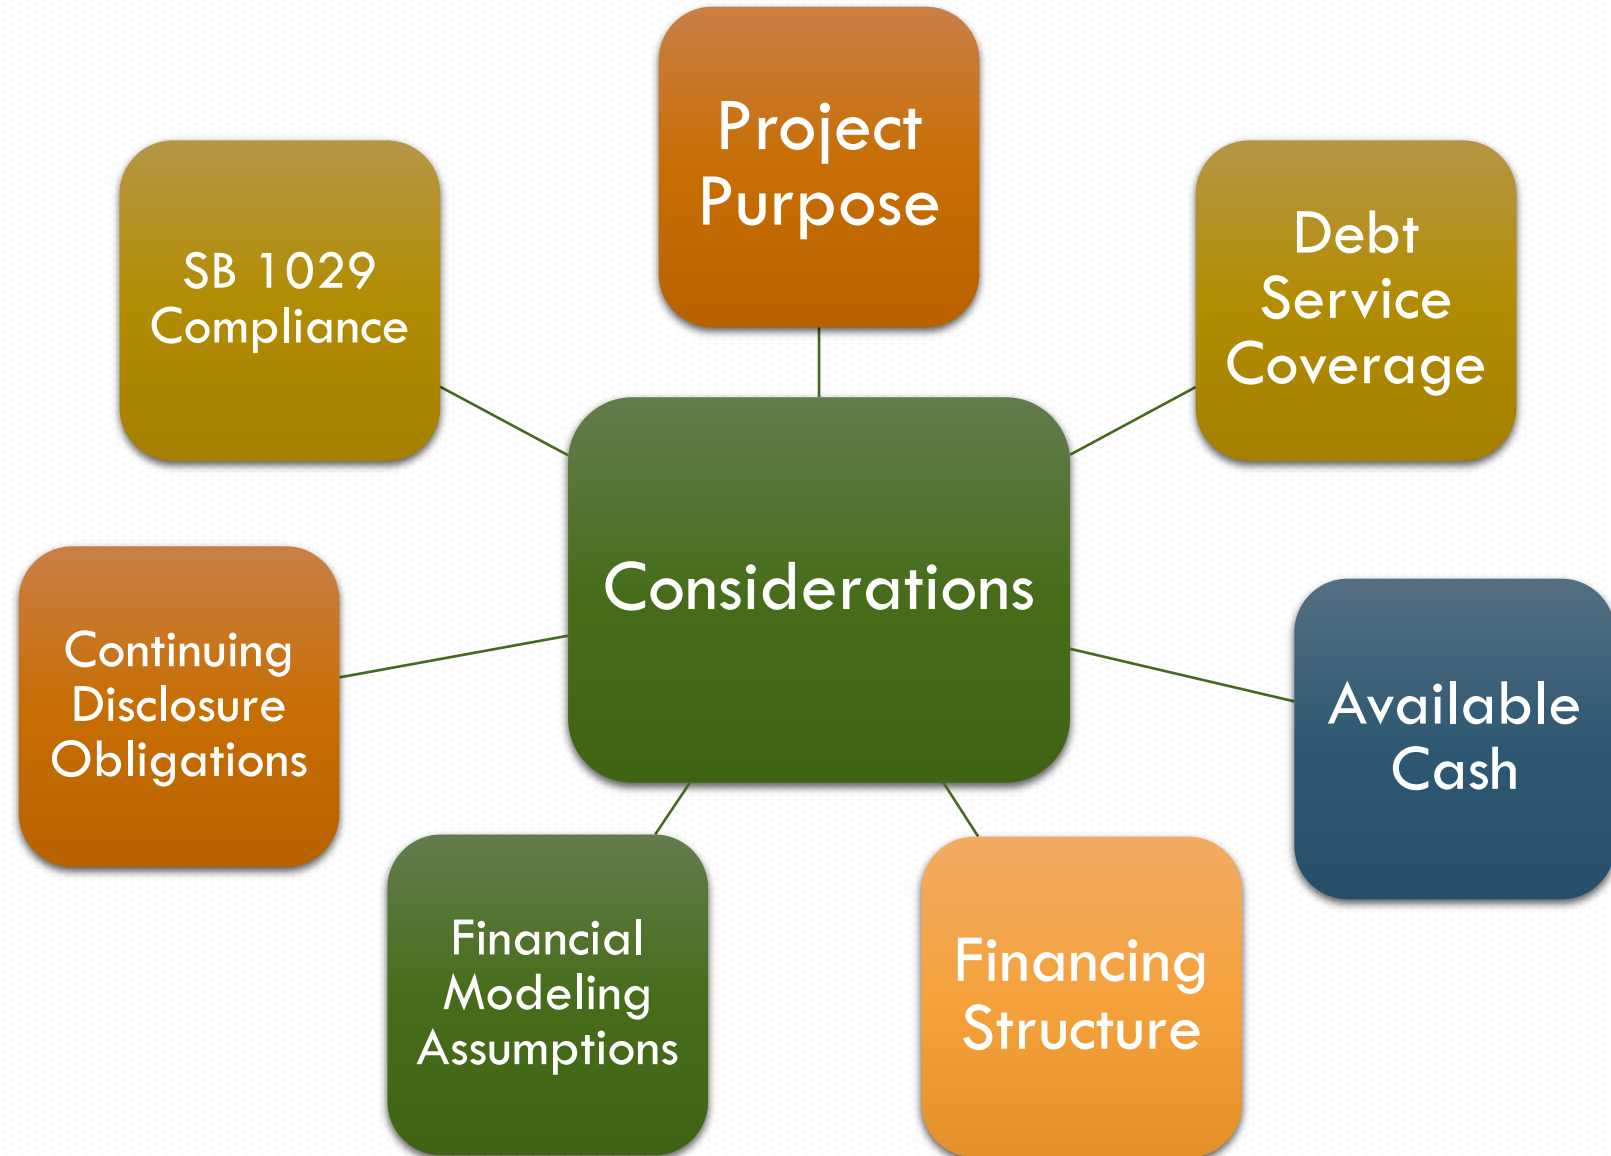 Project
Purpose
Debt
Service
Coverage
Available
Cash
Financing
Structure
Financial
Modeling
Assumptions
Continuing
Disclosure
Obligations
SB 1029
Compliance
Considerations